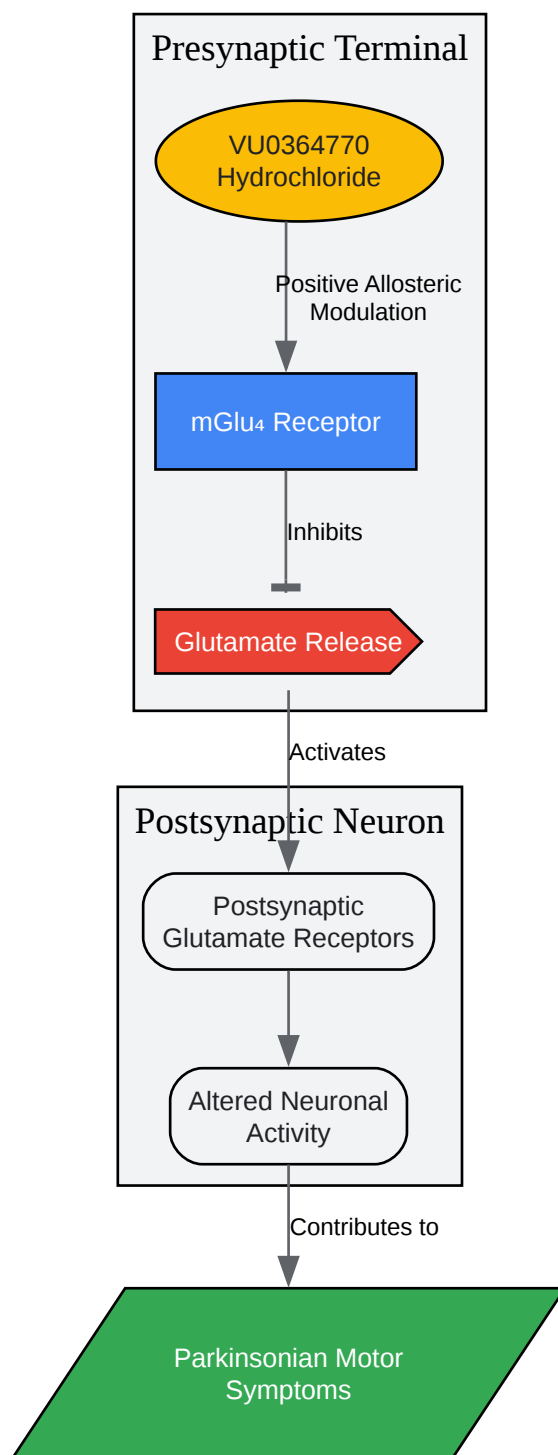 Presynaptic Terminal
VU0364770
Hydrochloride
Positive Allosteric
Modulation
mGlu₄ Receptor
Inhibits
Glutamate Release
Activates
Postsynaptic Neuron
Postsynaptic
Glutamate Receptors
Altered Neuronal
Activity
Contributes to
Parkinsonian Motor
Symptoms